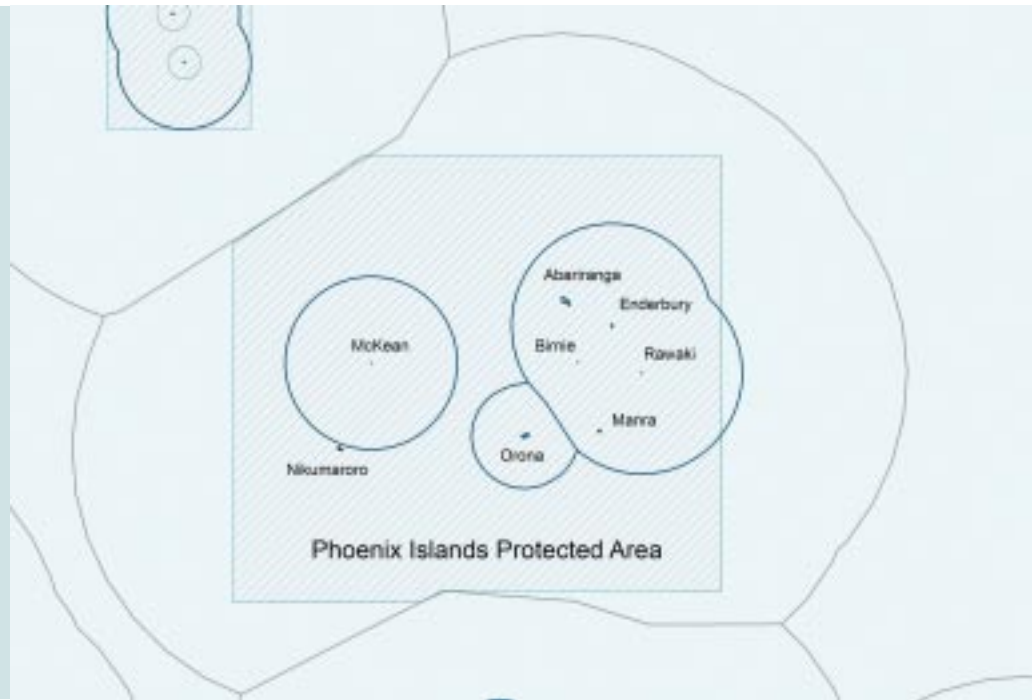 Abariringa
Enderbury
McKean
Birnie
Rawaki
Manra
Orona
Nikumaroro
Phoenix Islands Protected Area